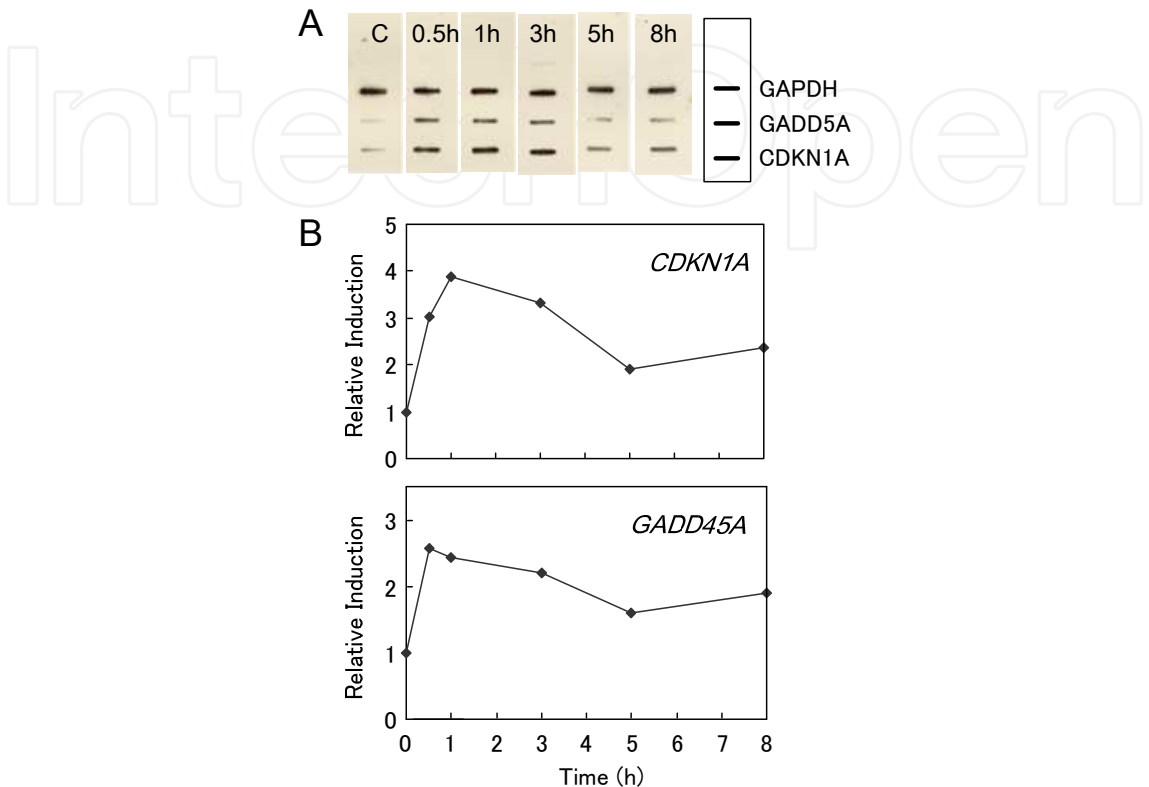 IntechOpen
A
C 0.5h 1h 3h 5h 8h
GAPDH
GADD5A
CDKN1A
B
5
4
3
2
1
0
Relative Induction
CDKN1A
3
2
1
0
Relative Induction
GADD45A
0 1 2 3 4 5 6 7 8
Time (h)